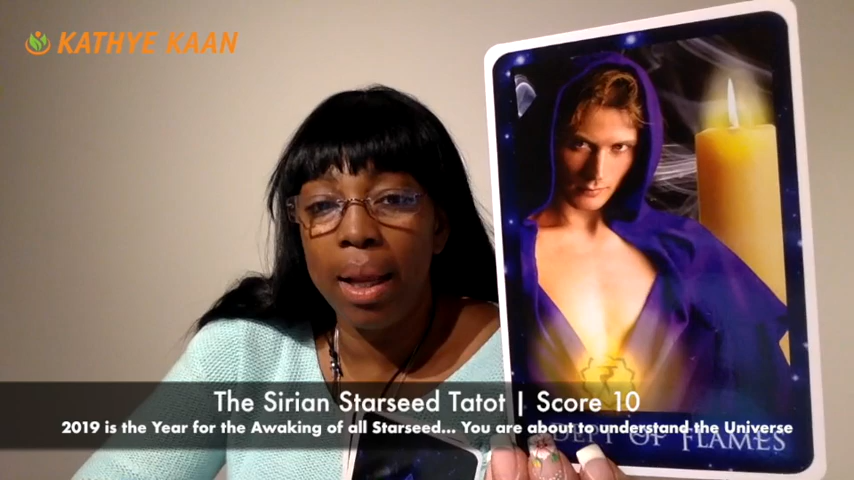 KATHYE KAAN
The Sirian Starseed Tatot | Score 10
2019 is the Year for the Awaking of all Starseed... You are about to understand the Universe
OF FLAMES